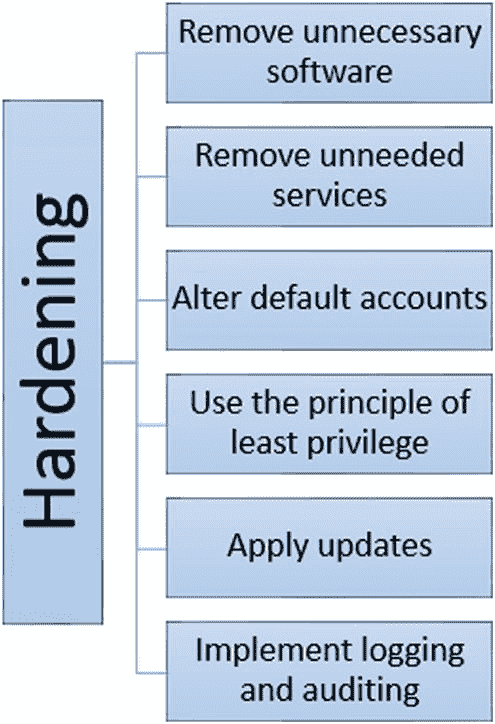 Hardening
Remove unnecessary
software
Remove unneeded
services
Alter default accounts
Use the principle of
least privilege
Apply updates
Implement logging
and auditing